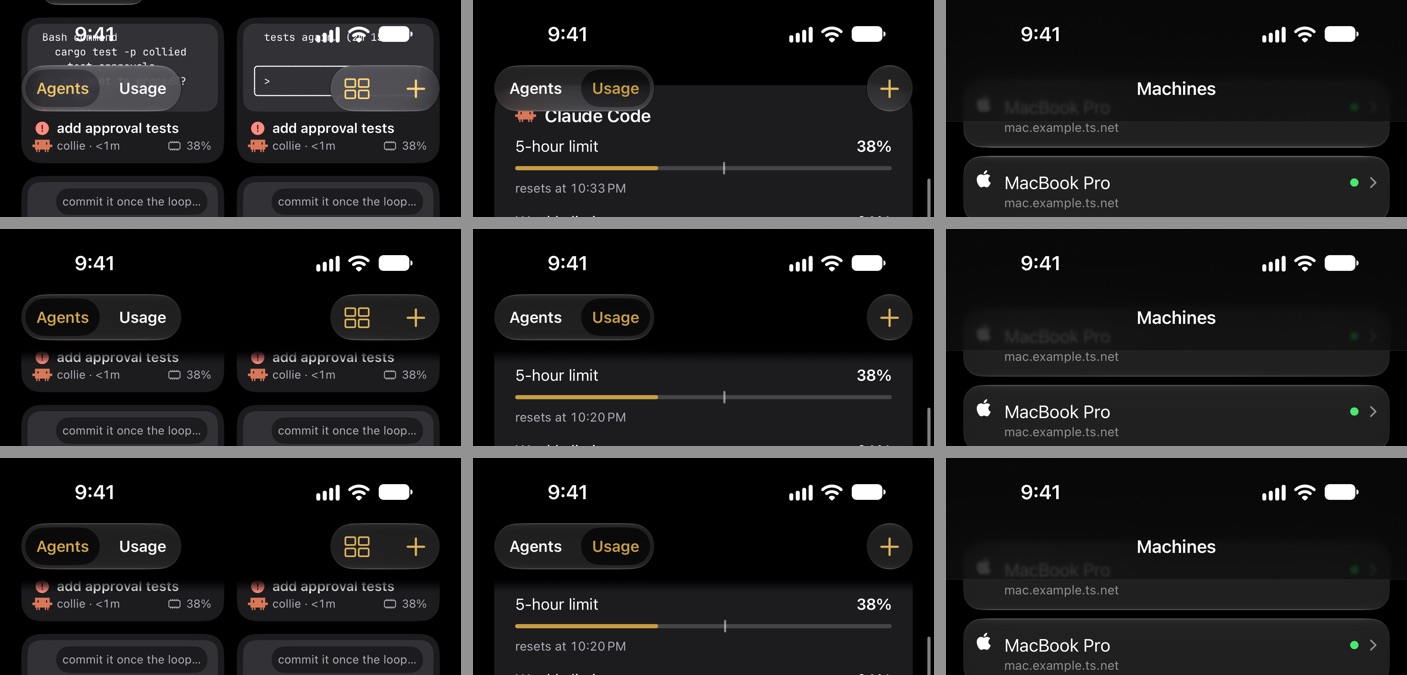 9:41
Bash
cargo test -p collied
test approvals
?
Agents Usage
add approval tests
collie · <1m 38%
commit it once the loop...
tests
>
add approval tests
collie · <1m 38%
commit it once the loop...
9:41
Agents Usage
Claude Code
5-hour limit 38%
resets at 10:33 PM
9:41
Machines
MacBook Pro
mac.example.ts.net
MacBook Pro
mac.example.ts.net
9:41
Agents Usage
add approval tests
collie · <1m 38%
commit it once the loop...
add approval tests
collie · <1m 38%
commit it once the loop...
9:41
Agents Usage
5-hour limit 38%
resets at 10:20 PM
9:41
Machines
MacBook Pro
mac.example.ts.net
MacBook Pro
mac.example.ts.net
9:41
Agents Usage
add approval tests
collie · <1m 38%
commit it once the loop...
add approval tests
collie · <1m 38%
commit it once the loop...
9:41
Agents Usage
5-hour limit 38%
resets at 10:20 PM
9:41
Machines
MacBook Pro
mac.example.ts.net
MacBook Pro
mac.example.ts.net